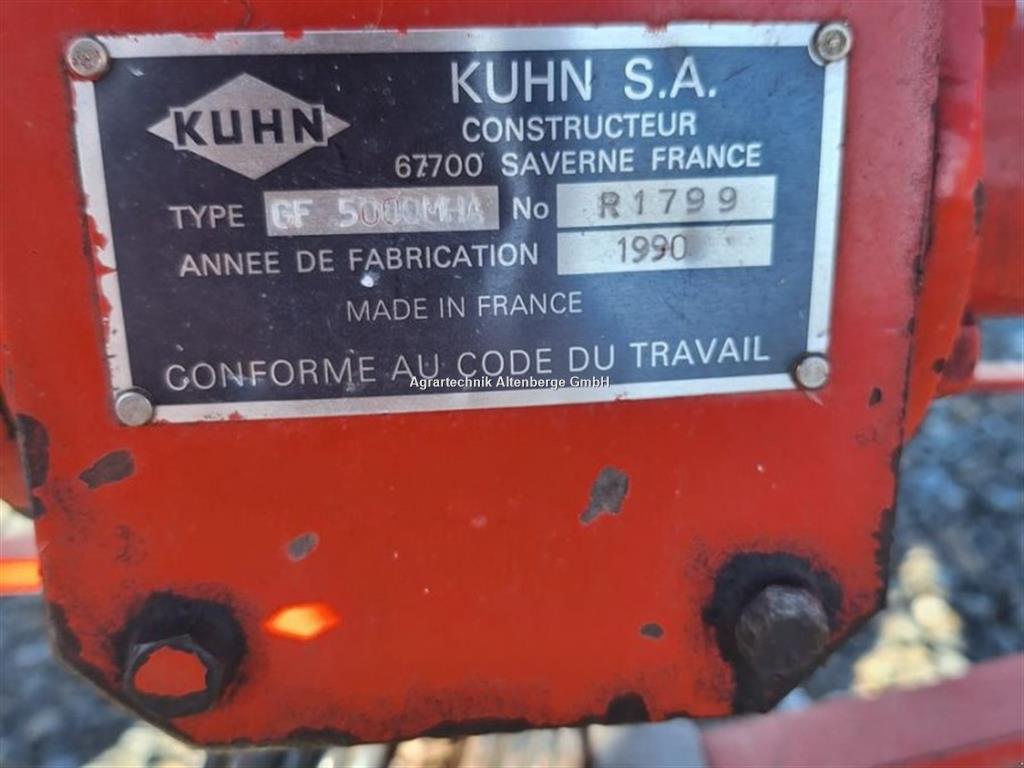 KUHN
KUHN S.A.
CONSTRUCTEUR
67700 SAVERNE FRANCE
TYPE GF 5000MHA No R1799
ANNEE DE FABRICATION 1990
MADE IN FRANCE
CONFORME AU CODE DU TRAVAIL
Agrartechnik Altenberge GmbH